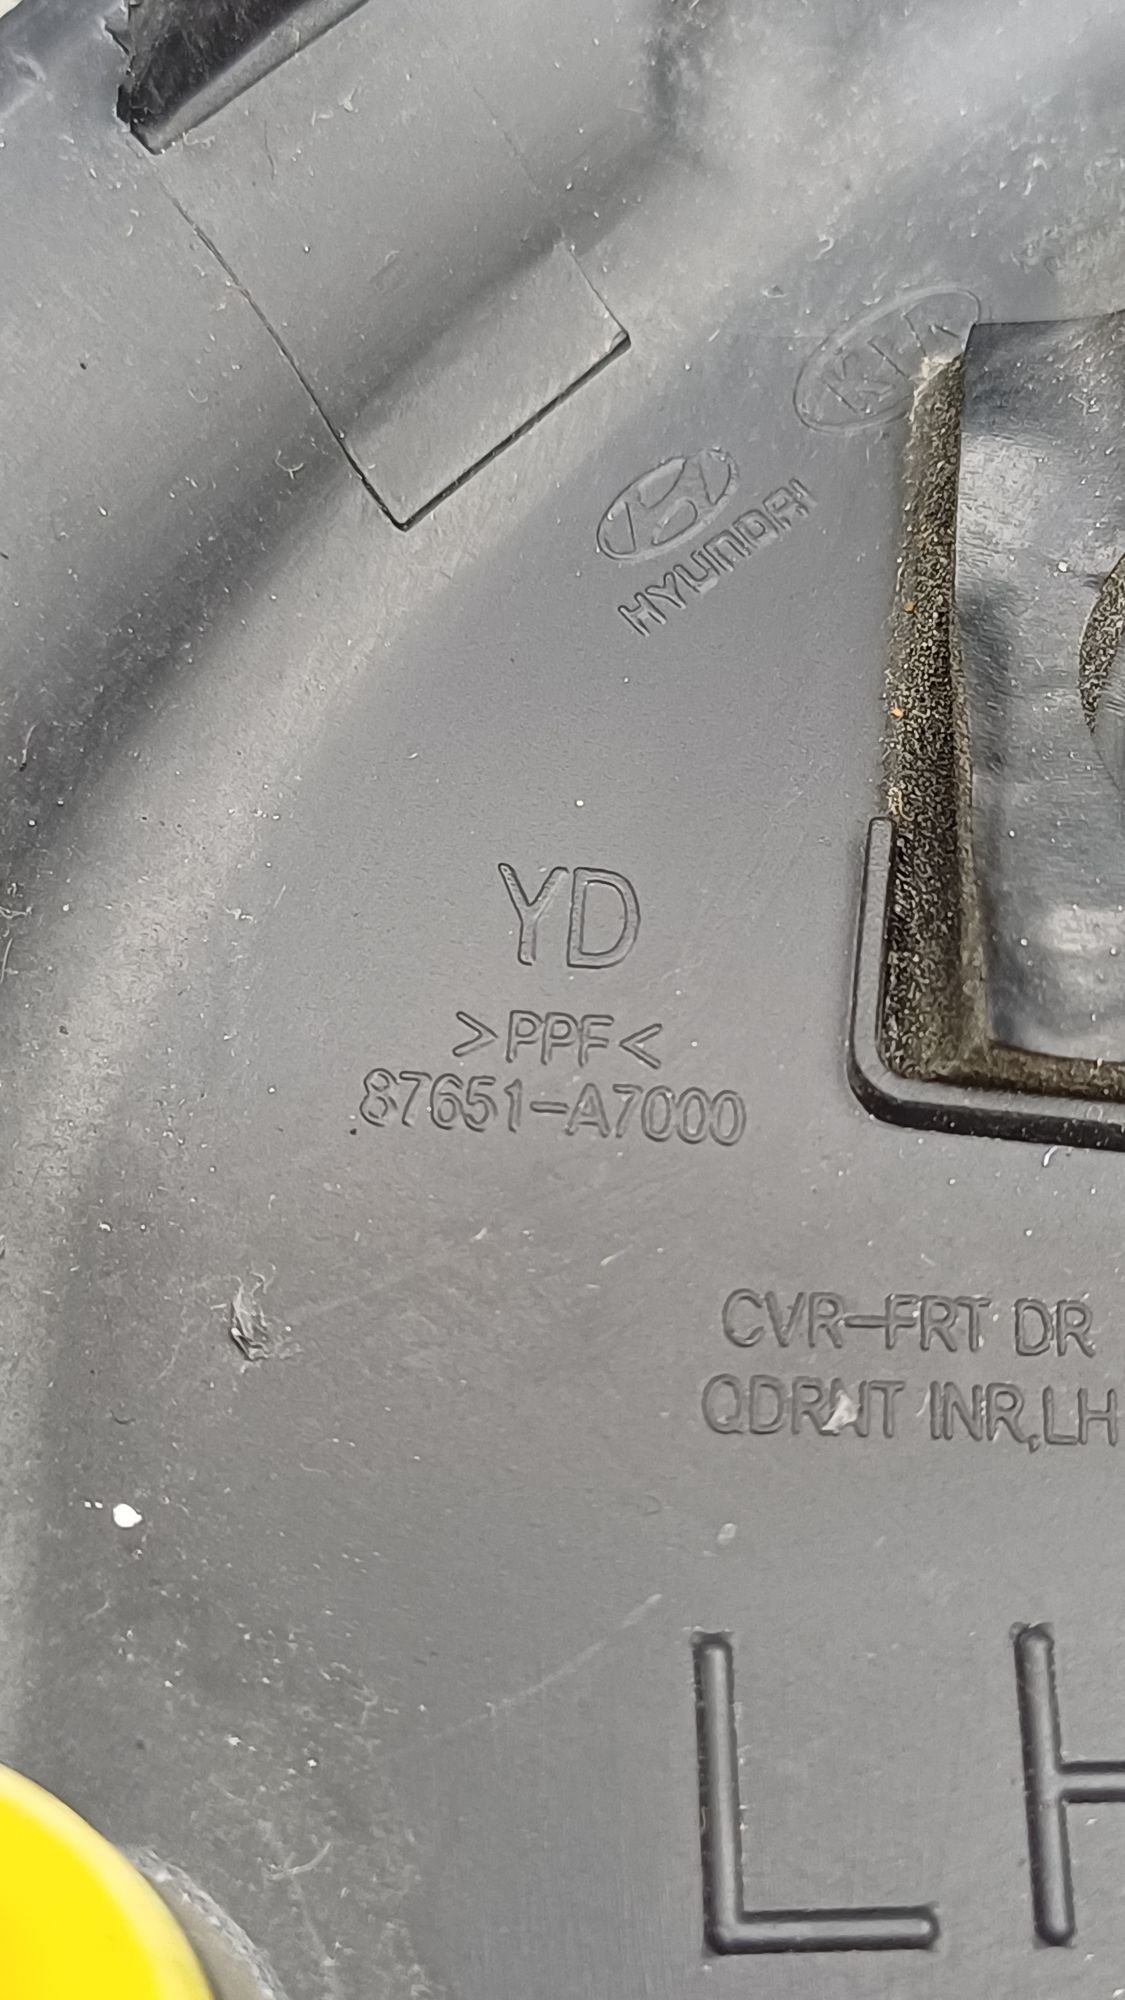 KIA
HYUNDAI
YD
>PPF<
87651-A7000
CVR-FRT DR
QDRNT INR,LH
LH